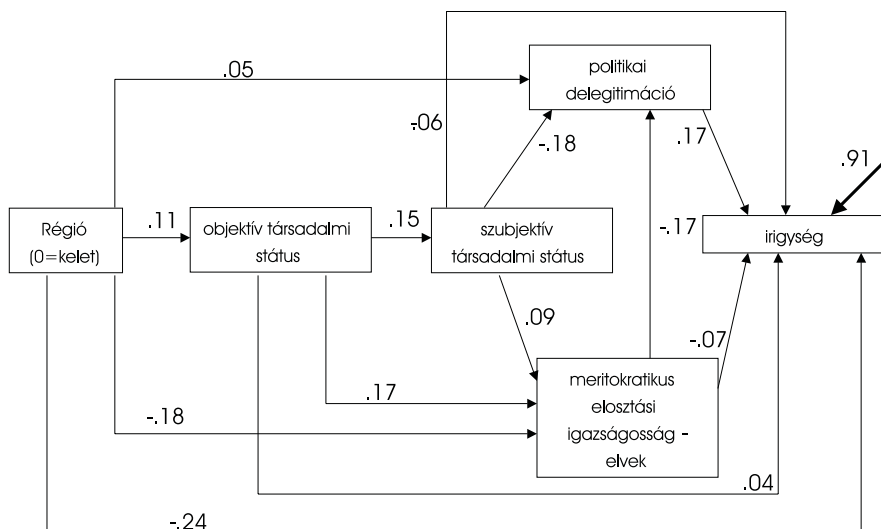 politikai
delegitimáció
.05
-.06
-.18
.17
.91
Régió
(0=kelet)
.11
objektív társadalmi
státus
.15
szubjektív
társadalmi státus
-.17
irigység
.09
-.07
meritokratikus
elosztási
igazságosság -
elvek
.17
-.18
.04
-.24